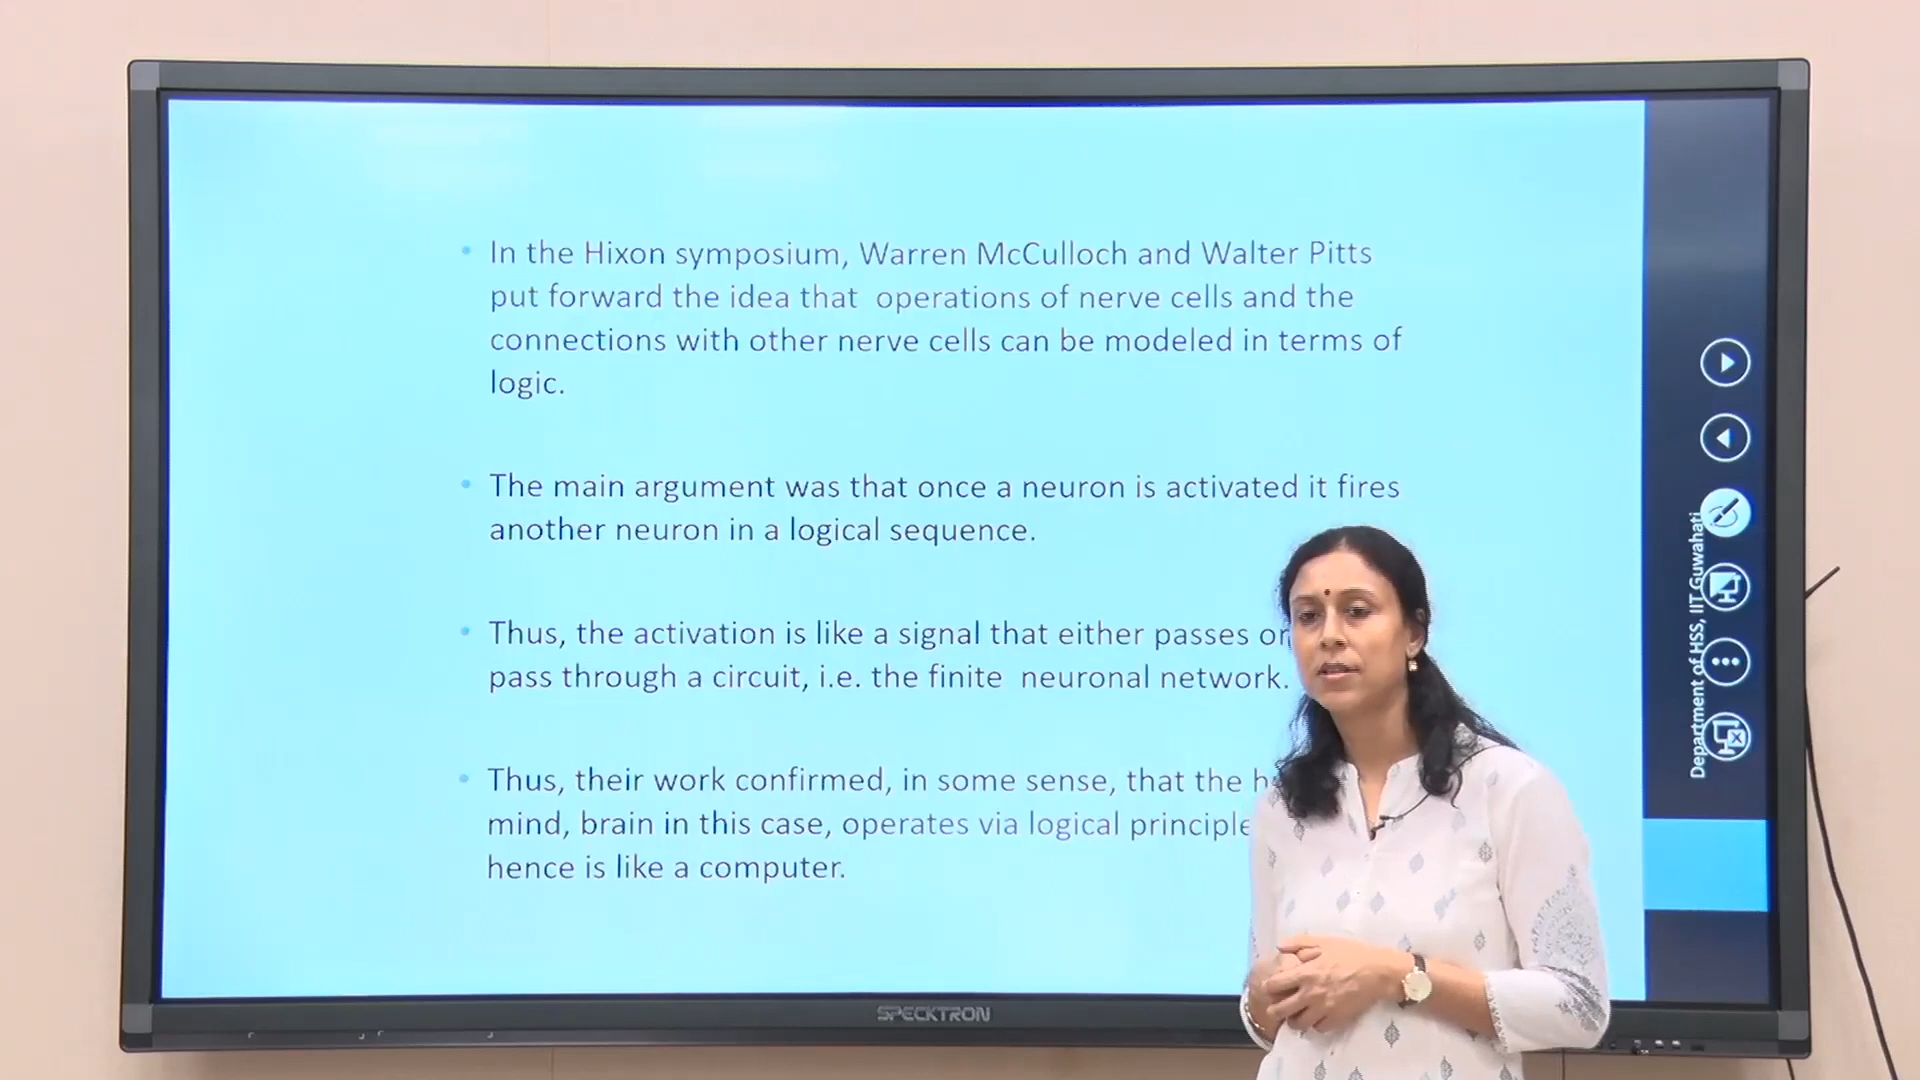 In the Hixon symposium, Warren McCulloch and Walter Pitts
put forward the idea that operations of nerve cells and the
connections with other nerve cells can be modeled in terms of
logic.
The main argument was that once a neuron is activated it fires
another neuron in a logical sequence.
Thus, the activation is like a signal that either passes or
pass through a circuit, i.e. the finite neuronal network.
Thus, their work confirmed, in some sense, that the
mind, brain in this case, operates via logical
hence is like a computer.
Department of HSS, IIT Guwahati
SPECKTRON